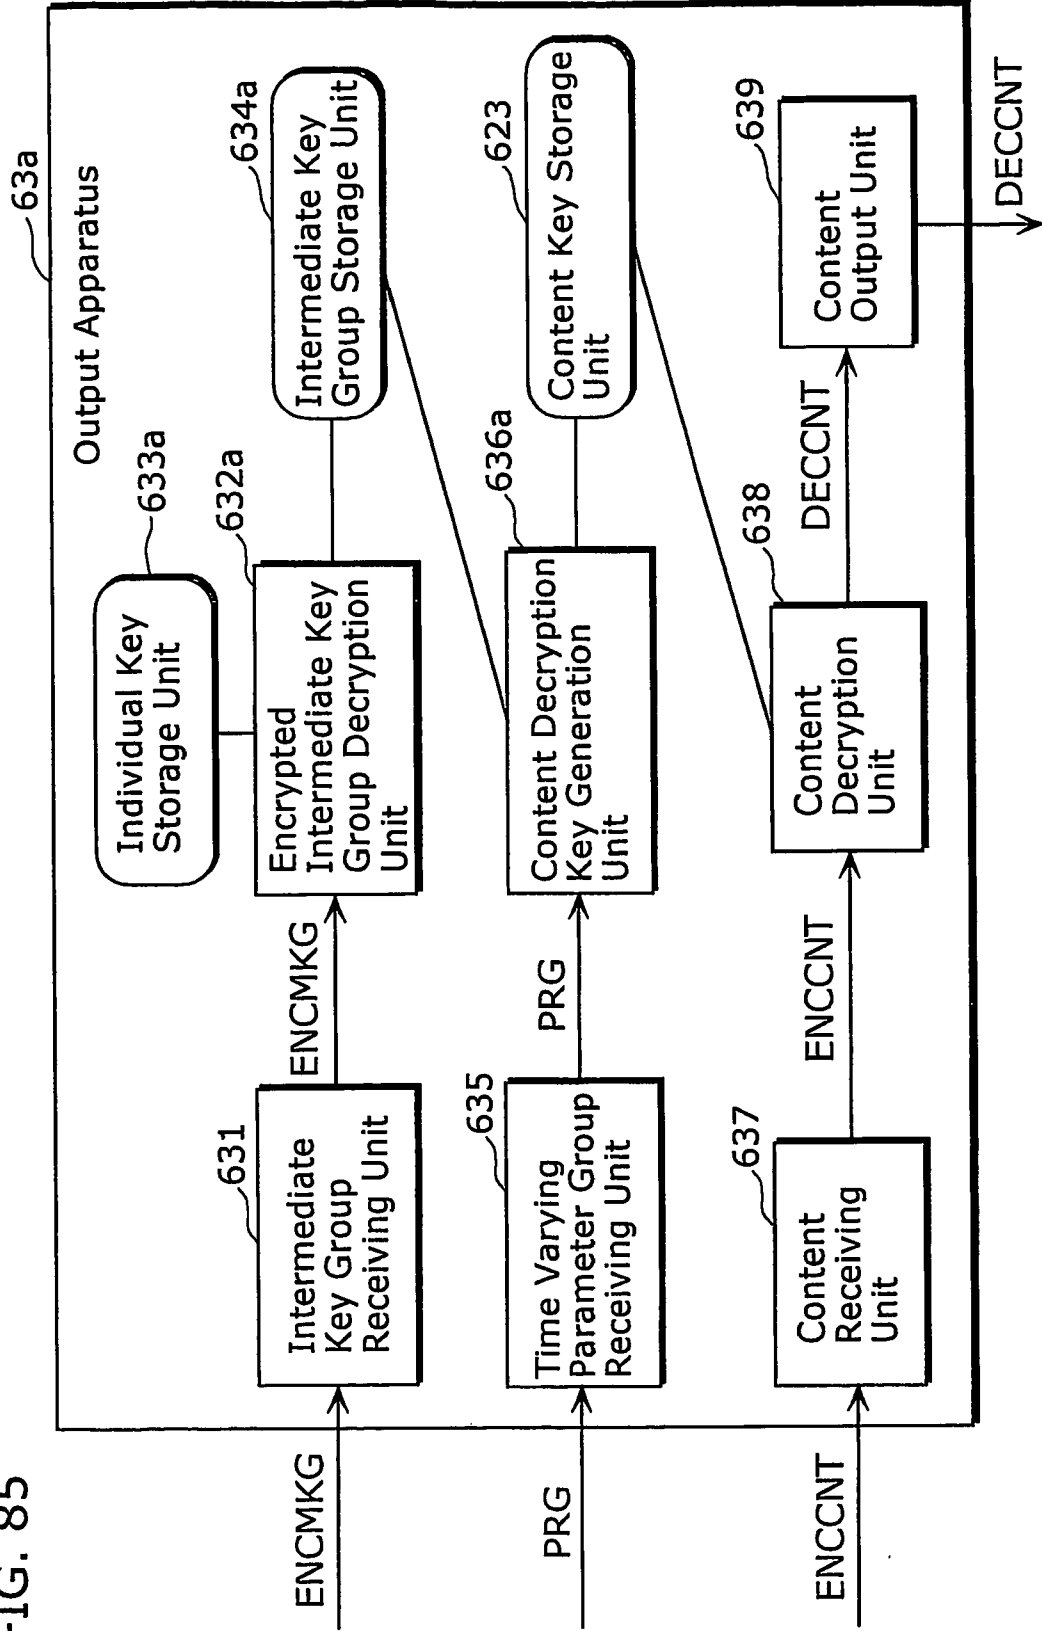 FIG. 85
63a
Output Apparatus
633a
Individual Key
Storage Unit
631
632a
634a
ENCMKG
Intermediate
Key Group
Receiving Unit
ENCMKG
Encrypted
Intermediate Key
Group Decryption
Unit
Intermediate Key
Group Storage Unit
635
636a
623
PRG
Time Varying
Parameter Group
Receiving Unit
PRG
Content Decryption
Key Generation
Unit
Content Key Storage
Unit
637
638
639
ENCCNT
Content
Receiving
Unit
ENCCNT
Content
Decryption
Unit
DECCNT
Content
Output Unit
DECCNT